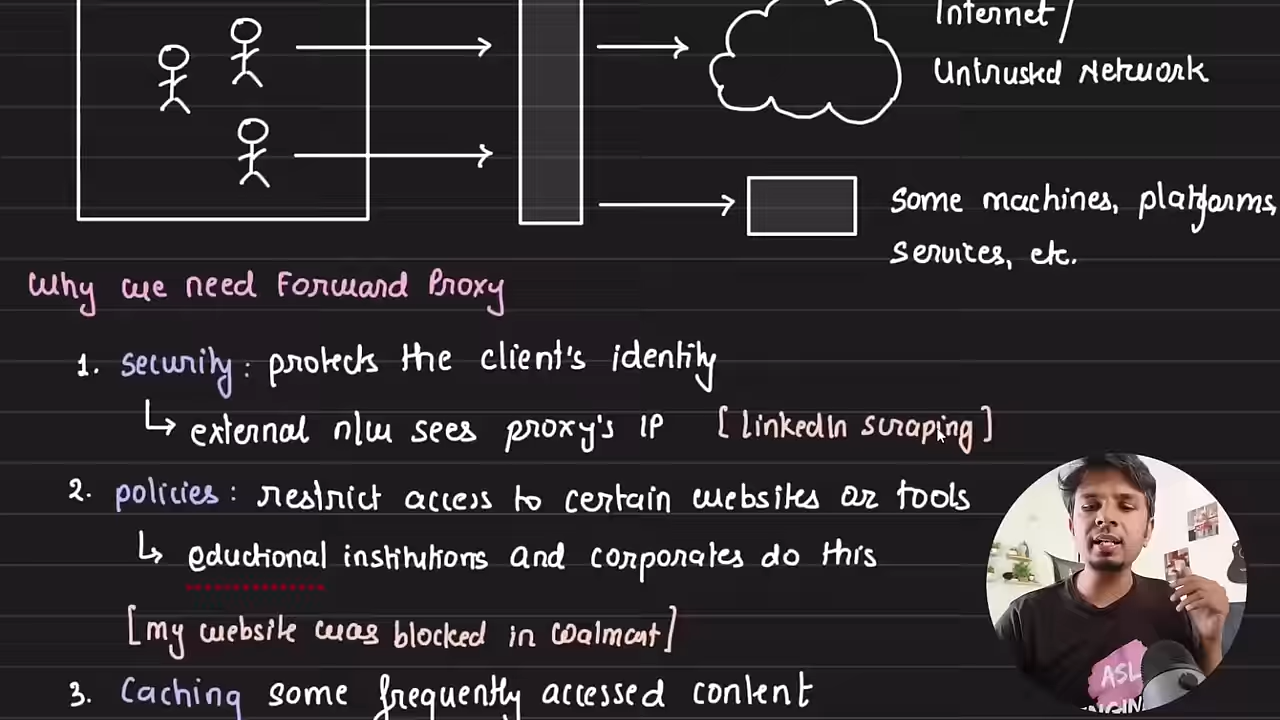 Internet/
Untrusted Network
Some machines, platforms,
Services, etc.
Why we need Forward Proxy
1. security: protects the client's identity
↳ external n/w sees proxy's IP [LinkedIn scraping]
2. policies: restrict access to certain websites or tools
↳ eductional institutions and corporates do this
[my website was blocked in Walmart]
3. Caching some frequently accessed content
ASL
ENGIN